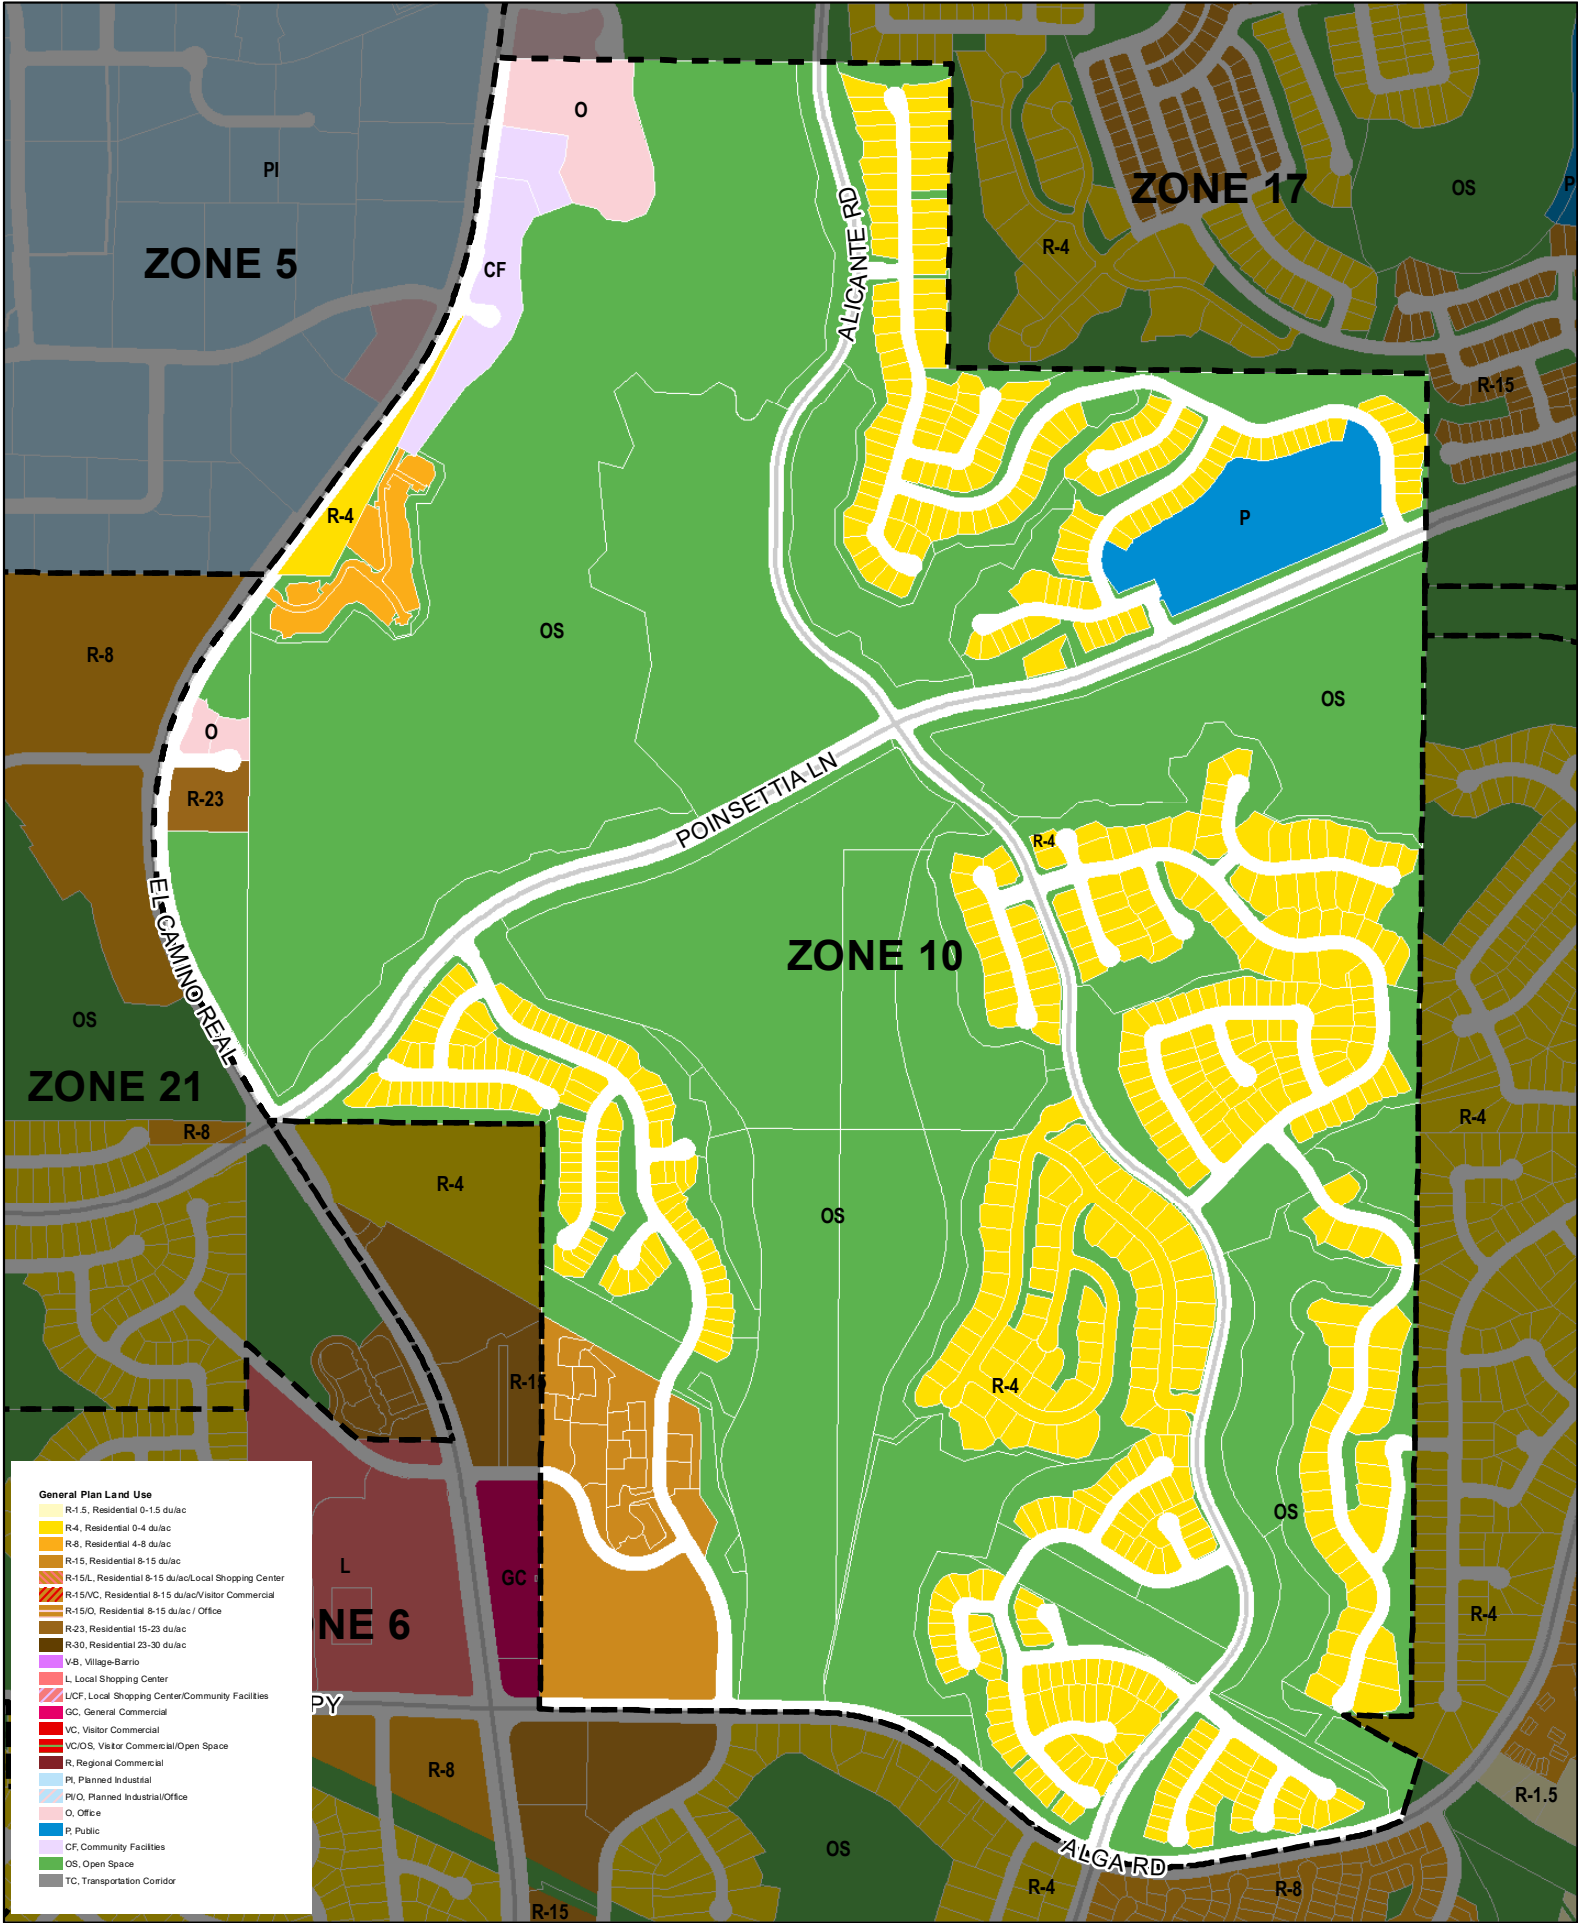 O
PI
ZONE 17
OS
P
ALICANTE RD
R-4
ZONE 5
CF
R-15
R-4
P
OS
R-8
OS
O
POINSETTIA LN
R-23
R-4
EL CAMINO REAL
ZONE 10
OS
ZONE 21
R-4
R-8
R-4
OS
R-15
R-4
OS
L
GC
NE 6
R-4
PY
R-8
R-1.5
OS
ALGA RD
R-4
R-8
R-15
General Plan Land Use
R-1.5, Residential 0-1.5 du/ac
R-4, Residential 0-4 du/ac
R-8, Residential 4-8 du/ac
R-15, Residential 8-15 du/ac
R-15/L, Residential 8-15 du/ac/Local Shopping Center
R-15/VC, Residential 8-15 du/ac/Visitor Commercial
R-15/O, Residential 8-15 du/ac / Office
R-23, Residential 15-23 du/ac
R-30, Residential 23-30 du/ac
V-B, Village-Barrio
L, Local Shopping Center
L/CF, Local Shopping Center/Community Facilities
GC, General Commercial
VC, Visitor Commercial
VC/OS, Visitor Commercial/Open Space
R, Regional Commercial
PI, Planned Industrial
PI/O, Planned Industrial/Office
O, Office
P, Public
CF, Community Facilities
OS, Open Space
TC, Transportation Corridor